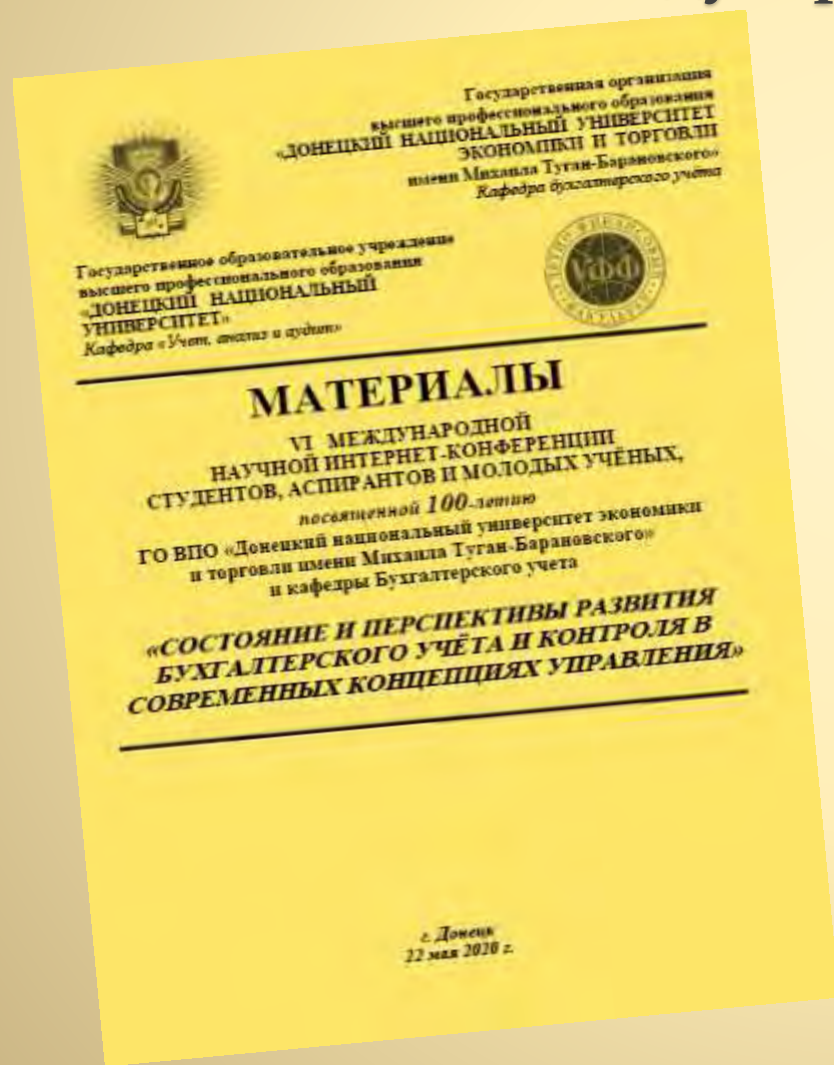 Государственная организация
высшего профессионального образования
«ДОНЕЦКИЙ НАЦИОНАЛЬНЫЙ УНИВЕРСИТЕТ
ЭКОНОМИКИ И ТОРГОВЛИ
имени Михаила Туган-Барановского»
Кафедра бухгалтерского учёта
Государственное образовательное учреждение
высшего профессионального образования
«ДОНЕЦКИЙ НАЦИОНАЛЬНЫЙ
УНИВЕРСИТЕТ»
Кафедра «Учет, анализ и аудит»
УФФ
МАТЕРИАЛЫ
VI МЕЖДУНАРОДНОЙ
НАУЧНОЙ ИНТЕРНЕТ-КОНФЕРЕНЦИИ
СТУДЕНТОВ, АСПИРАНТОВ И МОЛОДЫХ УЧЁНЫХ,
посвященной 100-летию
ГО ВПО «Донецкий национальный университет экономики
и торговли имени Михаила Туган-Барановского»
и кафедры Бухгалтерского учета
«СОСТОЯНИЕ И ПЕРСПЕКТИВЫ РАЗВИТИЯ
БУХГАЛТЕРСКОГО УЧЁТА И КОНТРОЛЯ В
СОВРЕМЕННЫХ КОНЦЕПЦИЯХ УПРАВЛЕНИЯ»
г. Донецк
22 мая 2020 г.